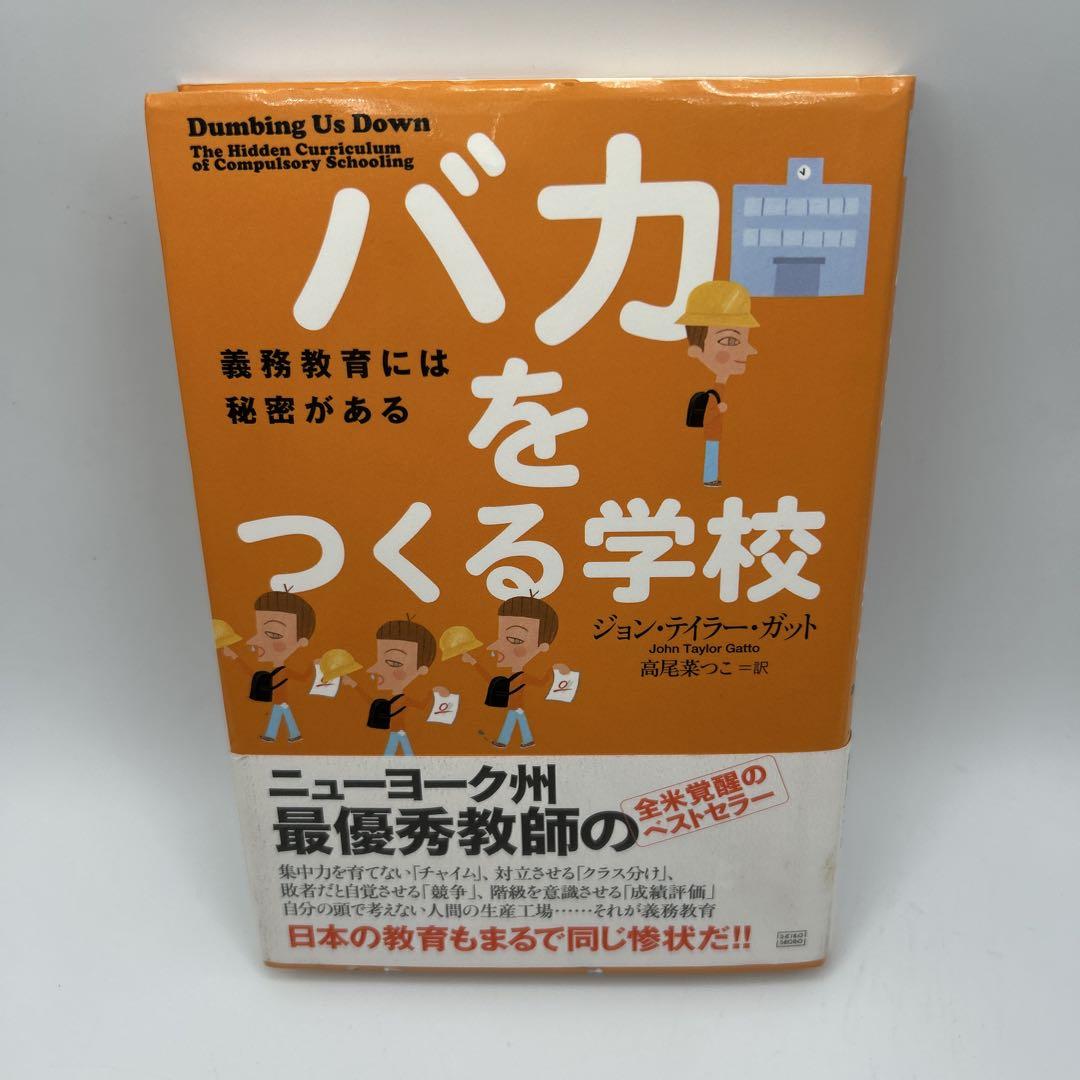 Dumbing Us Down
The Hidden Curriculum
of Compulsory Schooling
バカ
を
つくる学校
義務教育には
秘密がある
ジョン・テイラー・ガット
John Taylor Gatto
高尾菜つこ=訳
ニューヨーク州
最優秀教師の
全米覚醒の
ベストセラー
集中力を育てない「チャイム」、対立させる「クラス分け」、
敗者だと自覚させる「競争」、階級を意識させる「成績評価」
自分の頭で考えない人間の生産工場……それが義務教育
日本の教育もまるで同じ惨状だ!!